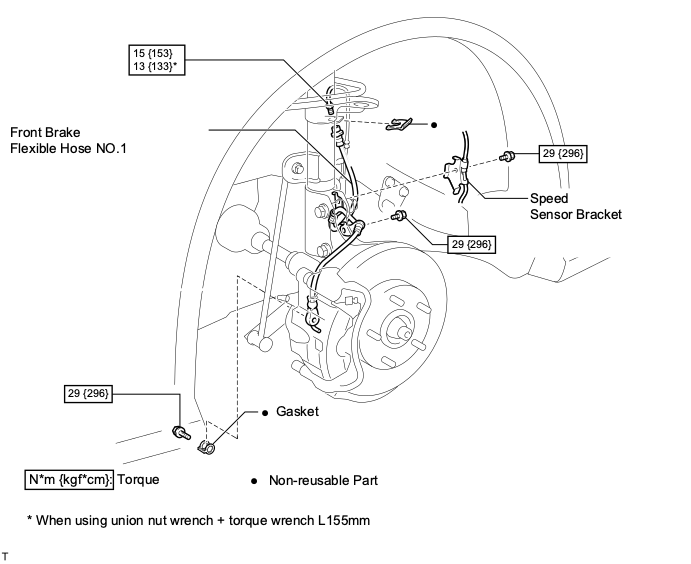 15 {153}
13 {133}*
Front Brake
Flexible Hose NO.1
29 {296}
Speed
Sensor Bracket
29 {296}
29 {296}
● Gasket
N*m {kgf*cm}: Torque
● Non-reusable Part
* When using union nut wrench + torque wrench L155mm
T